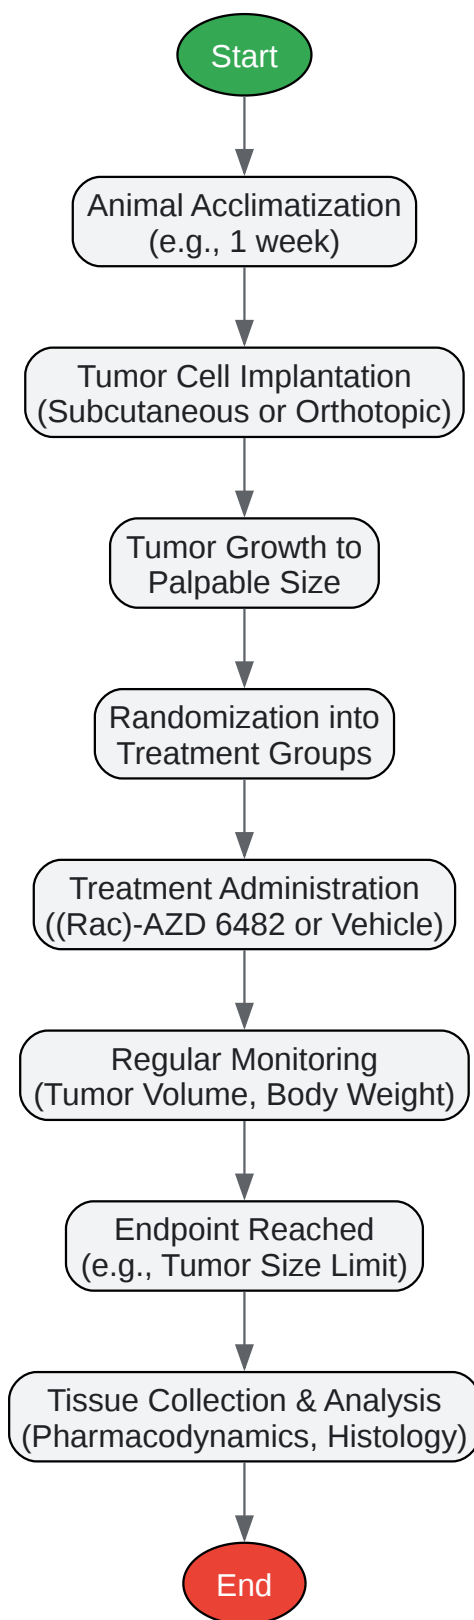 Start
Animal Acclimatization
(e.g., 1 week)
Tumor Cell Implantation
(Subcutaneous or Orthotopic)
Tumor Growth to
Palpable Size
Randomization into
Treatment Groups
Treatment Administration
((Rac)-AZD 6482 or Vehicle)
Regular Monitoring
(Tumor Volume, Body Weight)
Endpoint Reached
(e.g., Tumor Size Limit)
Tissue Collection & Analysis
(Pharmacodynamics, Histology)
End